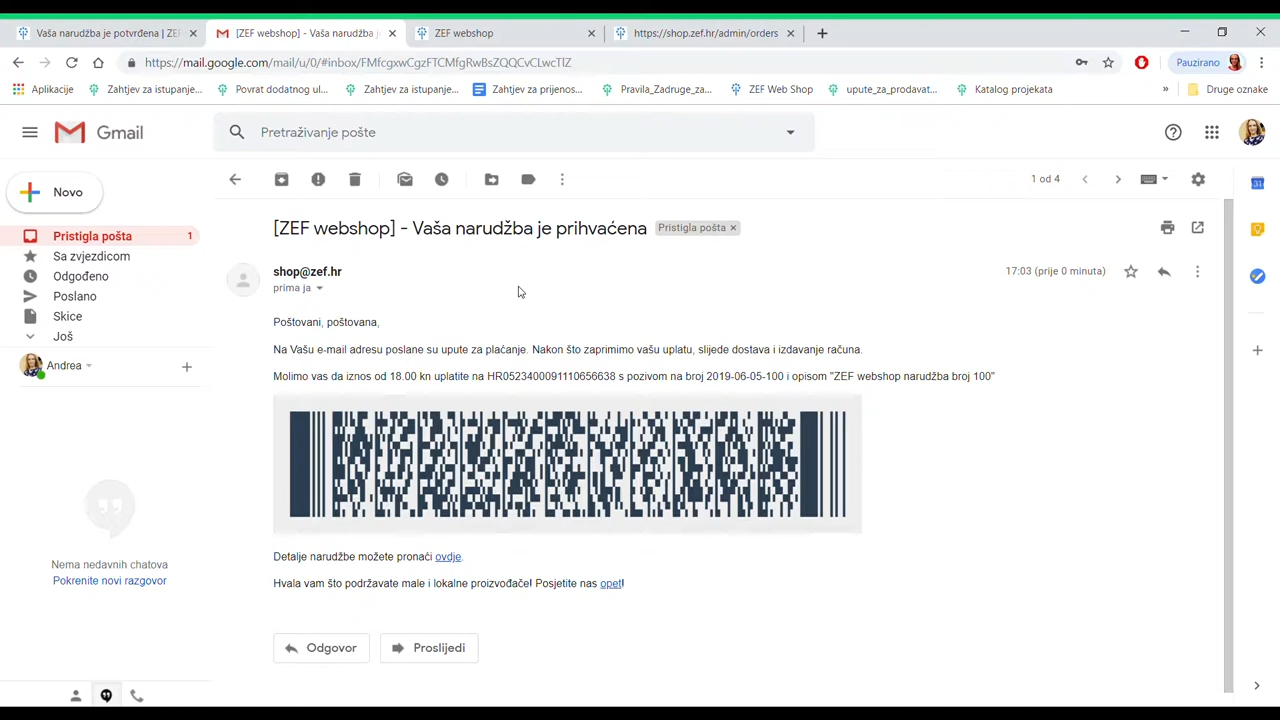 Vaša narudžba je potvrđena | ZE
[ZEF webshop] - Vaša narudžba j
ZEF webshop
https://shop.zef.hr/admin/orders
https://mail.google.com/mail/u/0/#inbox/FMfcgxwCgzFTCMfgRwBsZQQCvCLwcTlZ
Pauzirano
Aplikacije
Zahtjev za istupanje...
Povrat dodatnog ul...
Zahtjev za istupanje...
Zahtjev za prijenos...
Pravila_Zadruge_za...
ZEF Web Shop
upute_za_prodavat...
Katalog projekata
»
Druge oznake
Gmail
Pretraživanje pošte
Novo
1 od 4
Pristigla pošta 1
Sa zvjezdicom
Odgođeno
Poslano
Skice
Još
Andrea
Nema nedavnih chatova
Pokrenite novi razgovor
[ZEF webshop] - Vaša narudžba je prihvaćena
Pristigla pošta ×
shop@zef.hr
17:03 (prije 0 minuta)
prima ja
Poštovani, poštovana,
Na Vašu e-mail adresu poslane su upute za plaćanje. Nakon što zaprimimo vašu uplatu, slijede dostava i izdavanje računa.
Molimo vas da iznos od 18.00 kn uplatite na HR0523400091110656638 s pozivom na broj 2019-06-05-100 i opisom "ZEF webshop narudžba broj 100"
Detalje narudžbe možete pronaći ovdje.
Hvala vam što podržavate male i lokalne proizvođače! Posjetite nas opet!
Odgovor
Proslijedi
31